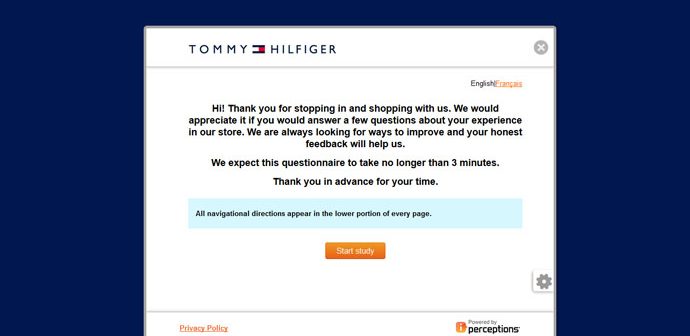 TOMMY HILFIGER
English|Français
Hi! Thank you for stopping in and shopping with us. We would
appreciate it if you would answer a few questions about your experience
in our store. We are always looking for ways to improve and your honest
feedback will help us.
We expect this questionnaire to take no longer than 3 minutes.
Thank you in advance for your time.
All navigational directions appear in the lower portion of every page.
Start study
Privacy Policy
Powered by
perceptions